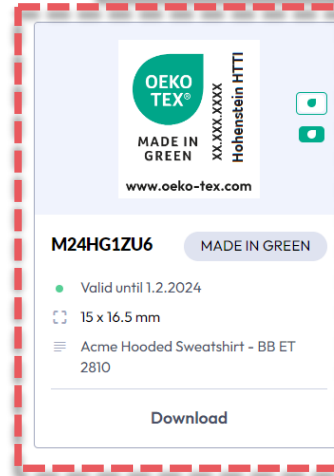 OEKO
TEX®
MADE IN
GREEN
XX.XXX.XXXX
Hohenstein HTTI
www.oeko-tex.com
M24HG1ZU6
MADE IN GREEN
Valid until 1.2.2024
15 x 16.5 mm
Acme Hooded Sweatshirt - BB ET
2810
Download